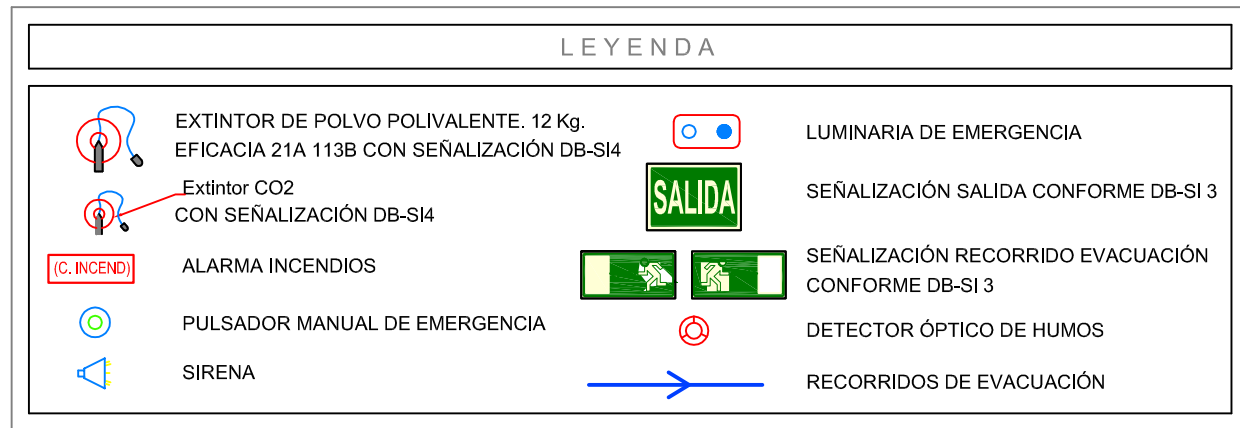 LEYENDA
EXTINTOR DE POLVO POLIVALENTE. 12 Kg.
EFICACIA 21A 113B CON SEÑALIZACIÓN DB-SI4
Extintor CO2
CON SEÑALIZACIÓN DB-SI4
(C. INCEND)
ALARMA INCENDIOS
PULSADOR MANUAL DE EMERGENCIA
SIRENA
LUMINARIA DE EMERGENCIA
SALIDA
SEÑALIZACIÓN SALIDA CONFORME DB-SI 3
SEÑALIZACIÓN RECORRIDO EVACUACIÓN
CONFORME DB-SI 3
DETECTOR ÓPTICO DE HUMOS
RECORRIDOS DE EVACUACIÓN